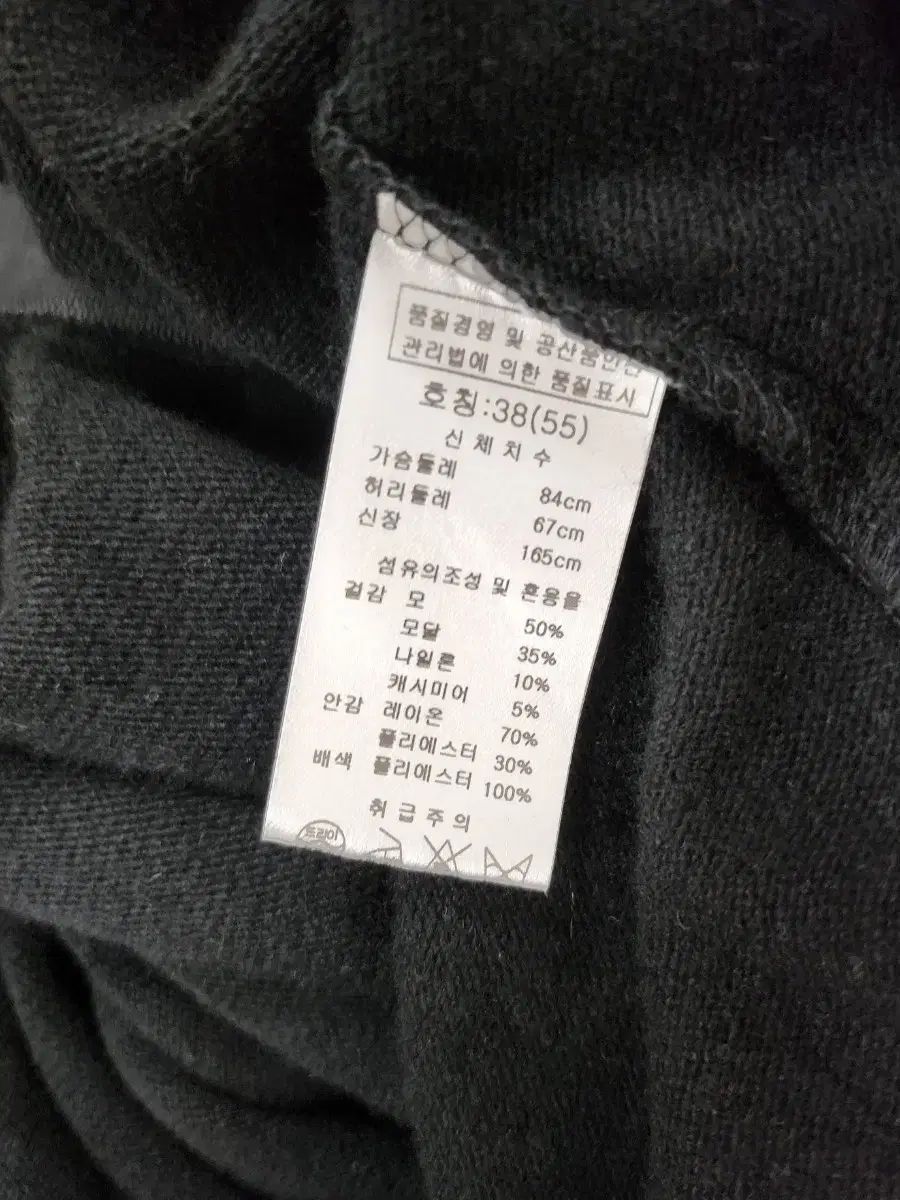 품질경영 및 공산품안전
관리법에 의한 품질표시
호칭:38(55)
신체치수
가슴둘레 84cm
허리둘레 67cm
신장 165cm
섬유의조성 및 혼용율
겉감 모 50%
모달 35%
나일론 10%
캐시미어 5%
안감 레이온 70%
폴리에스터 30%
배색 폴리에스터 100%
취급주의
드라이